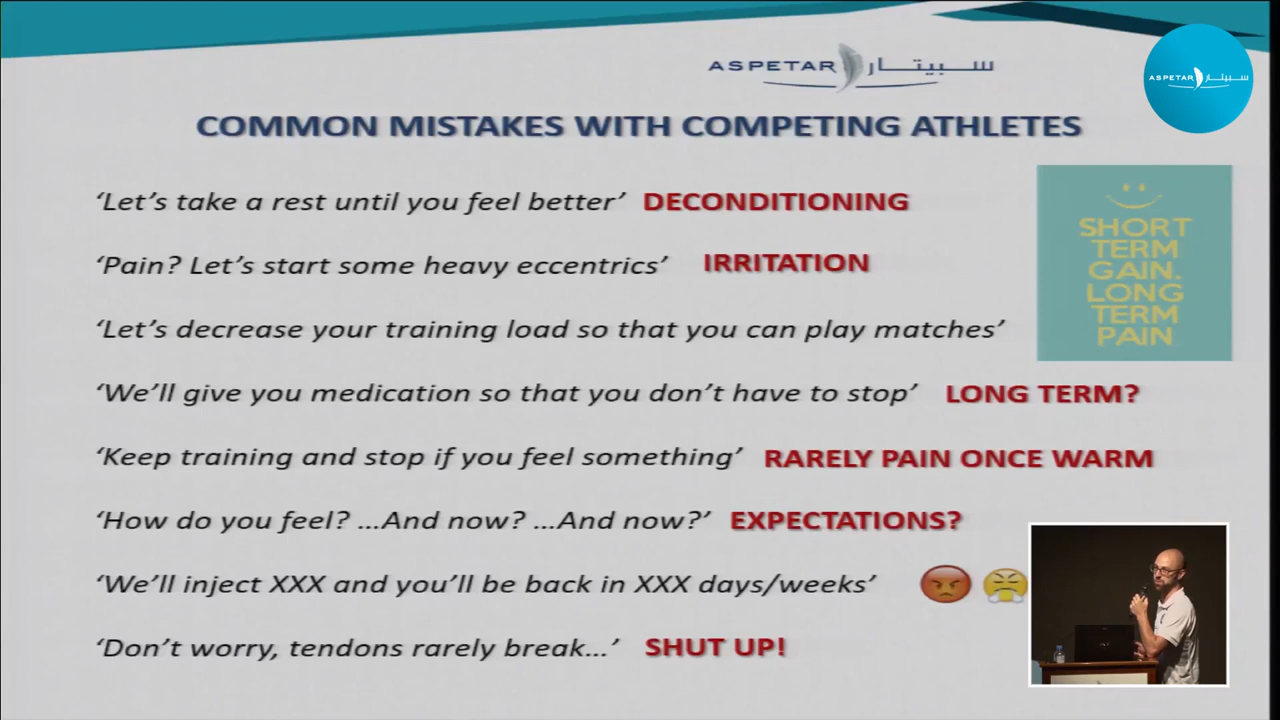 ASPETAR سبيتار
ASPETAR سبيتار
COMMON MISTAKES WITH COMPETING ATHLETES
‘Let’s take a rest until you feel better’ DECONDITIONING
‘Pain? Let’s start some heavy eccentrics’ IRRITATION
‘Let’s decrease your training load so that you can play matches’
SHORT
TERM
GAIN.
LONG
TERM
PAIN
‘We’ll give you medication so that you don’t have to stop’ LONG TERM?
‘Keep training and stop if you feel something’ RARELY PAIN ONCE WARM
‘How do you feel? ...And now? ...And now?’ EXPECTATIONS?
‘We’ll inject XXX and you’ll be back in XXX days/weeks’
‘Don’t worry, tendons rarely break...’ SHUT UP!